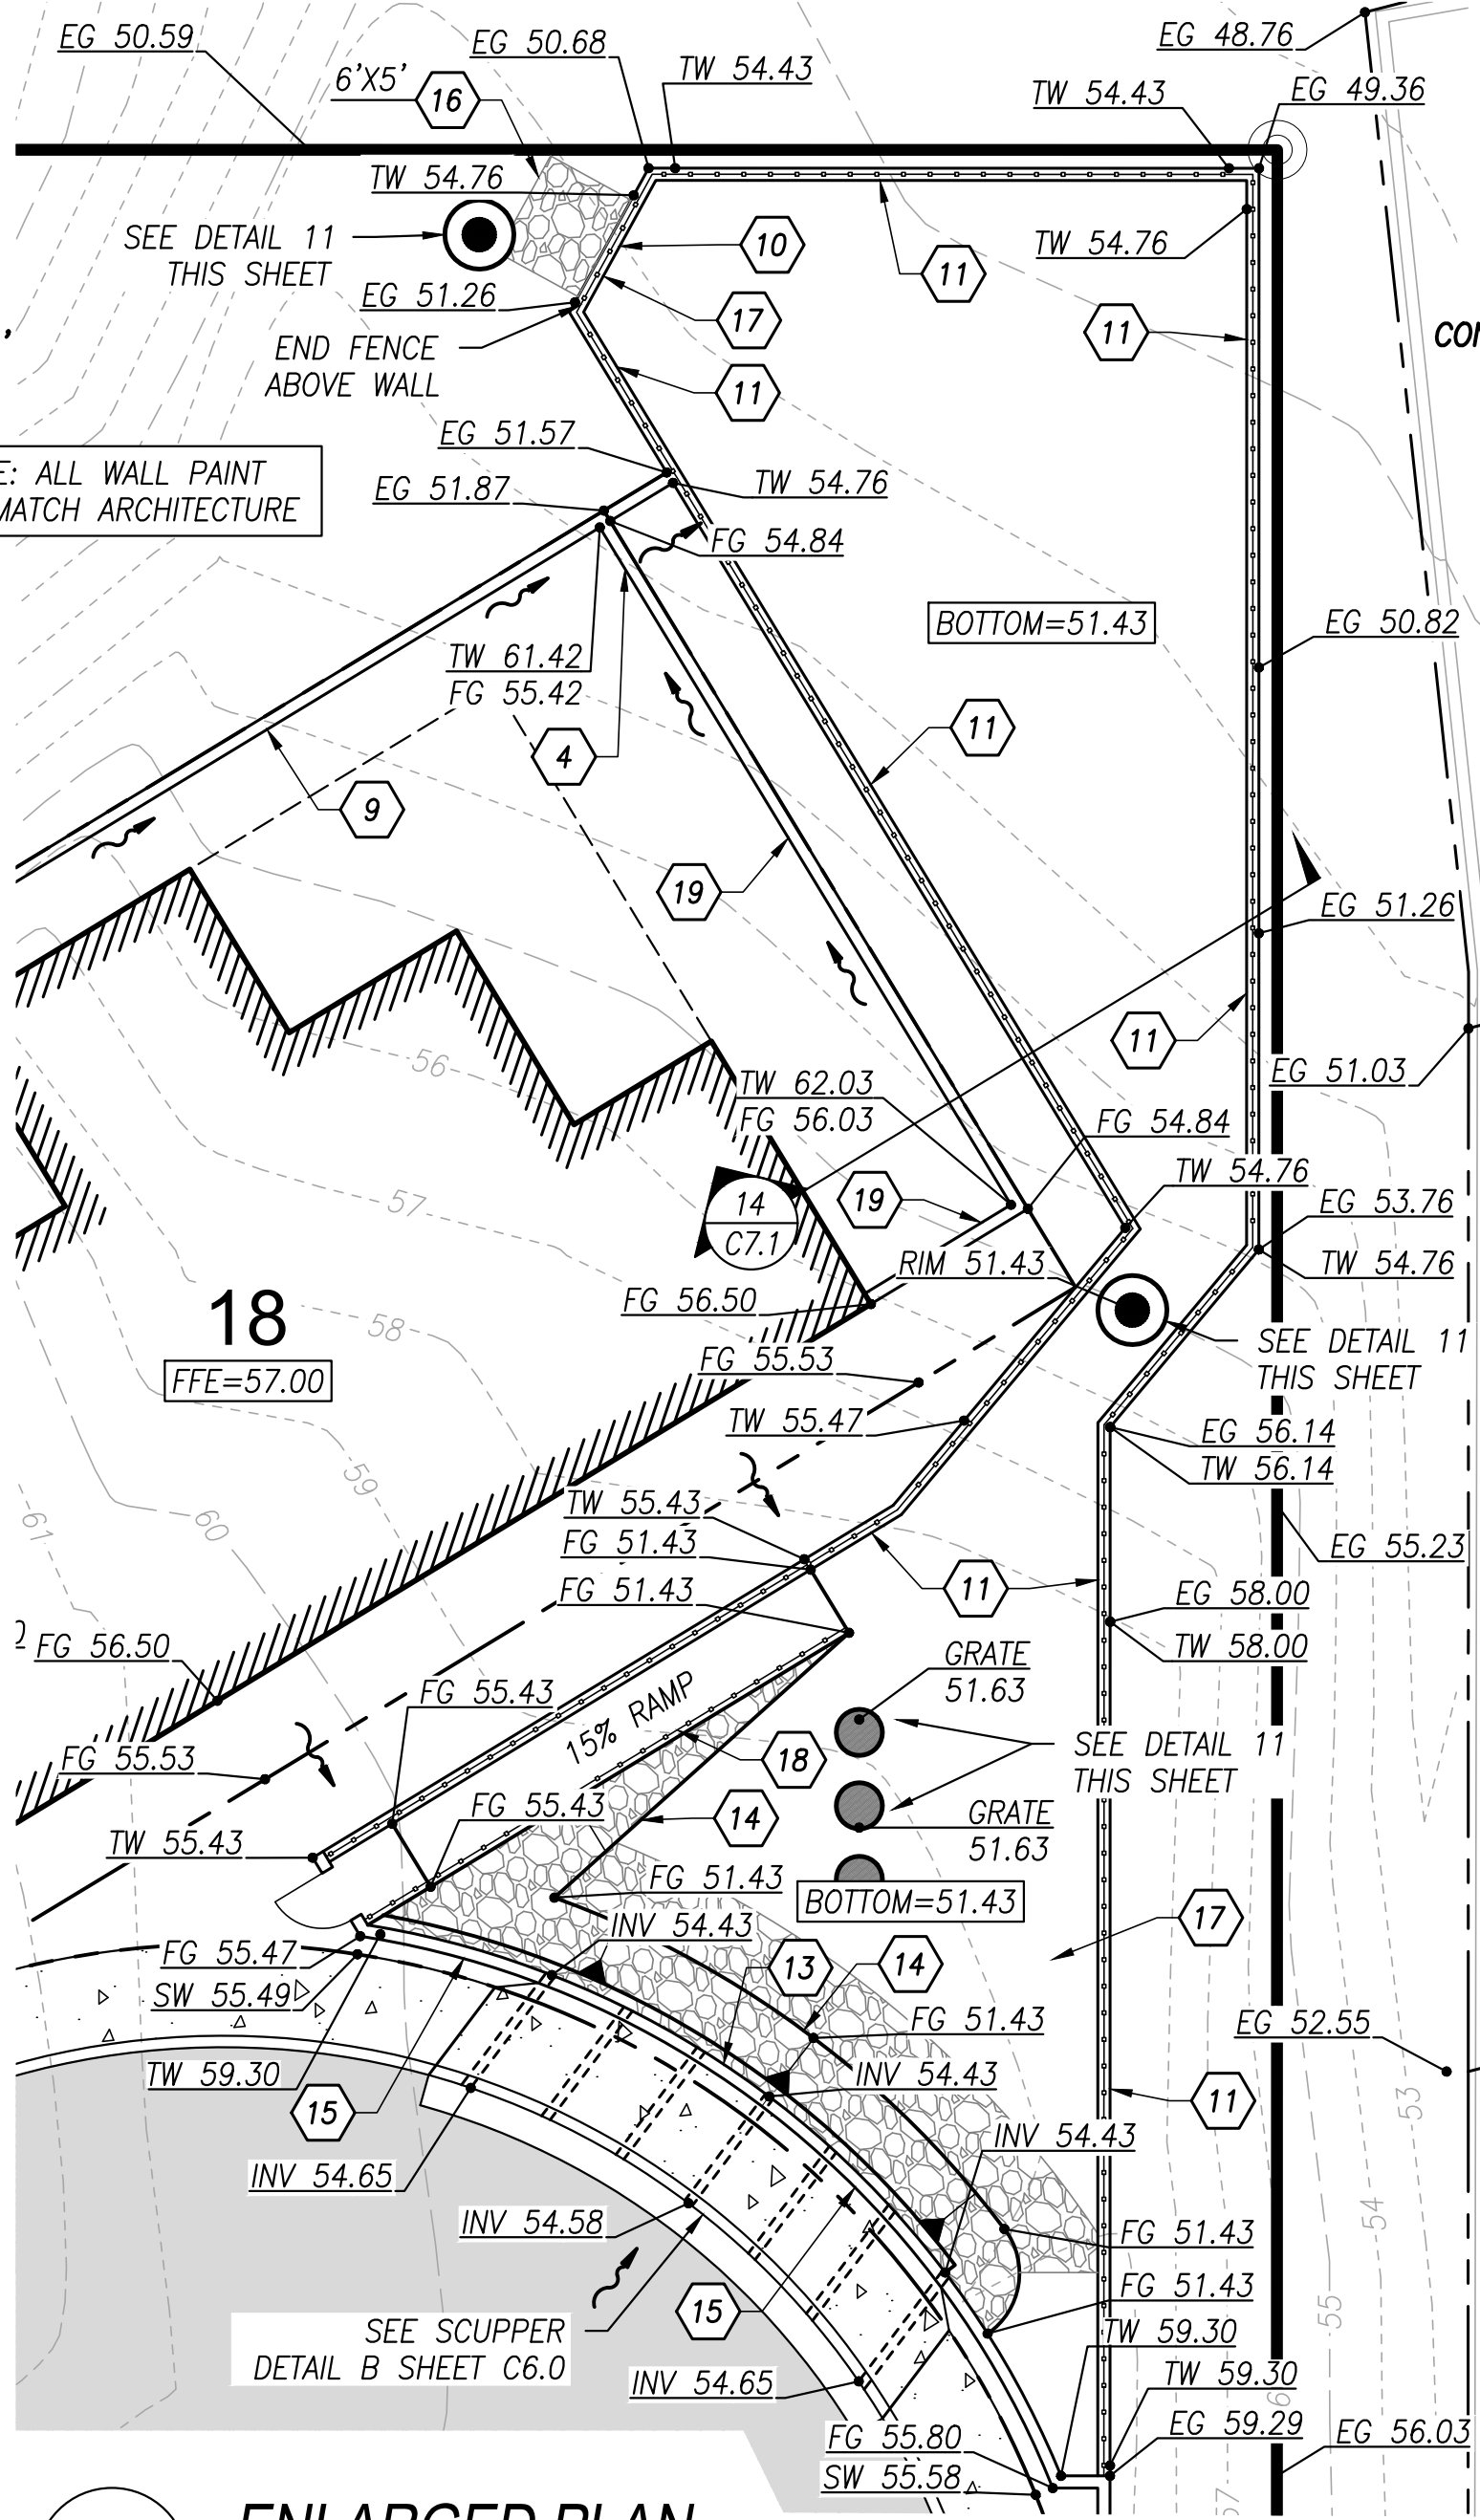 EG 50.59
EG 50.68
EG 48.76
6'X5'
16
TW 54.43
TW 54.43
EG 49.36
TW 54.76
SEE DETAIL 11
THIS SHEET
10
11
TW 54.76
EG 51.26
17
11
END FENCE
ABOVE WALL
11
EG 51.57
E: ALL WALL PAINT
MATCH ARCHITECTURE
EG 51.87
TW 54.76
FG 54.84
BOTTOM=51.43
EG 50.82
TW 61.42
FG 55.42
4
11
9
19
EG 51.26
11
56
EG 51.03
TW 62.03
FG 56.03
FG 54.84
TW 54.76
57
14
C7.1
19
EG 53.76
RIM 51.43
TW 54.76
18
FG 56.50
58
SEE DETAIL 11
THIS SHEET
FFE=57.00
FG 55.53
TW 55.47
EG 56.14
TW 56.14
59
60
61
TW 55.43
FG 51.43
EG 55.23
FG 51.43
11
EG 58.00
TW 58.00
FG 56.50
GRATE
51.63
FG 55.43
15% RAMP
18
SEE DETAIL 11
THIS SHEET
FG 55.53
FG 55.43
14
GRATE
51.63
TW 55.43
FG 51.43
BOTTOM=51.43
17
INV 54.43
FG 55.47
13
14
SW 55.49
FG 51.43
EG 52.55
TW 59.30
INV 54.43
15
11
53
INV 54.43
INV 54.65
INV 54.58
FG 51.43
54
FG 51.43
15
55
SEE SCUPPER
DETAIL B SHEET C6.0
TW 59.30
INV 54.65
TW 59.30
FG 55.80
EG 59.29
EG 56.03
SW 55.58
57
ENLARGED PLAN